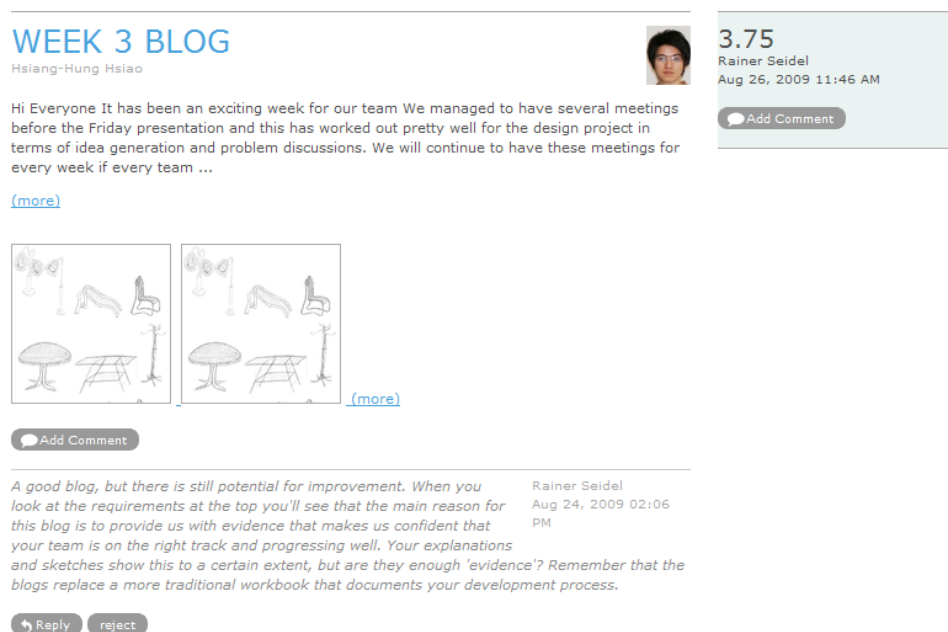 WEEK 3 BLOG
Hsiang-Hung Hsiao
Hi Everyone It has been an exciting week for our team We managed to have several meetings
before the Friday presentation and this has worked out pretty well for the design project in
terms of idea generation and problem discussions. We will continue to have these meetings for
every week if every team ...
(more)
(more)
Add Comment
A good blog, but there is still potential for improvement. When you
look at the requirements at the top you'll see that the main reason for
this blog is to provide us with evidence that makes us confident that
your team is on the right track and progressing well. Your explanations
and sketches show this to a certain extent, but are they enough 'evidence'? Remember that the
blogs replace a more traditional workbook that documents your development process.
Rainer Seidel
Aug 24, 2009 02:06
PM
Reply
reject
3.75
Rainer Seidel
Aug 26, 2009 11:46 AM
Add Comment